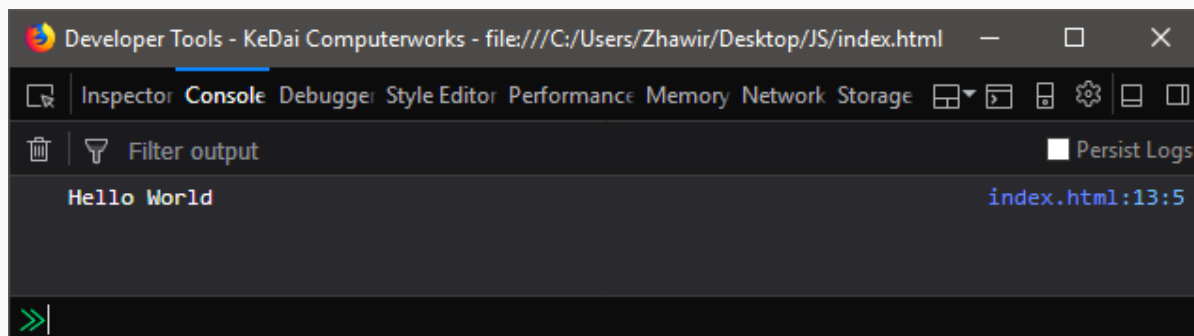 Developer Tools - KeDai Computerworks - file:///C:/Users/Zhawir/Desktop/JS/index.html
Inspector Console Debugger Style Editor Performance Memory Network Storage
Filter output Persist Logs
Hello World index.html:13:5